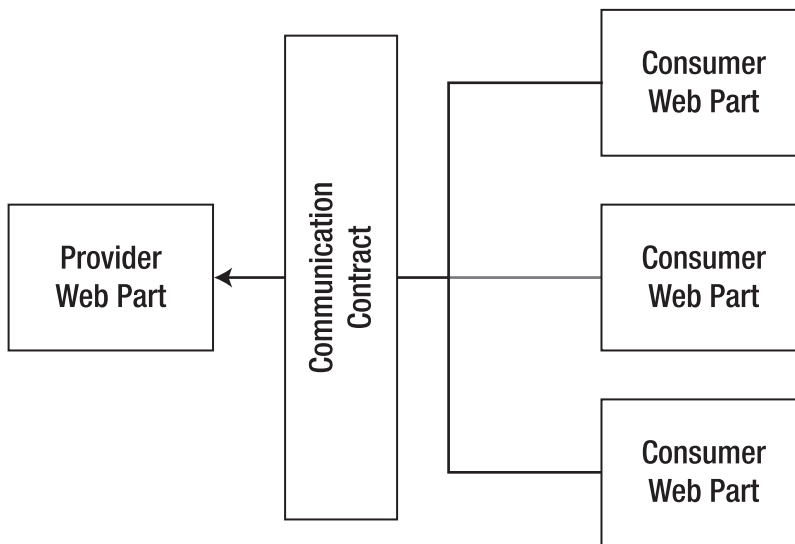 Provider
Web Part
Communication
Contract
Consumer
Web Part
Consumer
Web Part
Consumer
Web Part